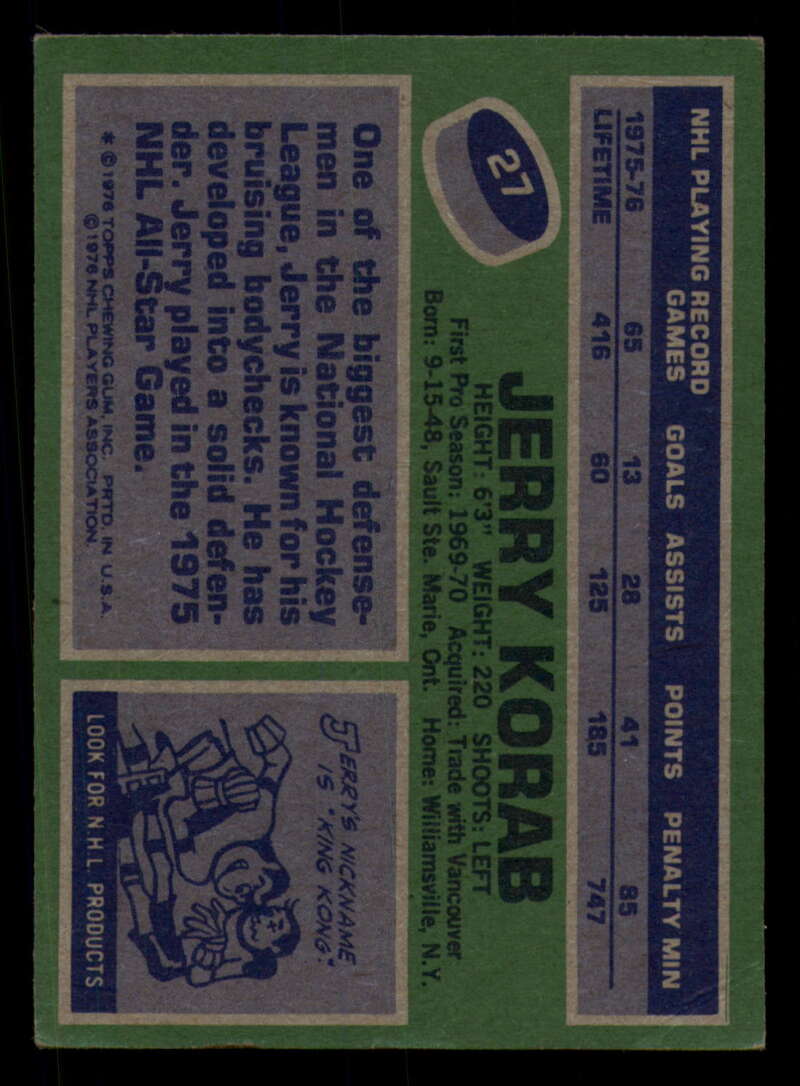 NHL PLAYING RECORD
GAMES GOALS ASSISTS POINTS PENALTY MIN
1975-76 65 13 28 41 85
LIFETIME 416 60 125 185 747
27
JERRY KORAB
HEIGHT: 6'3" WEIGHT: 220 SHOOTS: LEFT
First Pro Season: 1969-70 Acquired: Trade with Vancouver
Born: 9-15-48, Sault Ste. Marie, Ont. Home: Williamsville, N.Y.
One of the biggest defense-
men in the National Hockey
League, Jerry is known for his
bruising bodychecks. He has
developed into a solid defen-
der. Jerry played in the 1975
NHL All-Star Game.
* ©1976 TOPPS CHEWING GUM, INC. PRTD. IN U.S.A.
©1976 NHL PLAYERS ASSOCIATION.
JERRY'S NICKNAME
IS "KING KONG."
LOOK FOR N.H.L. PRODUCTS